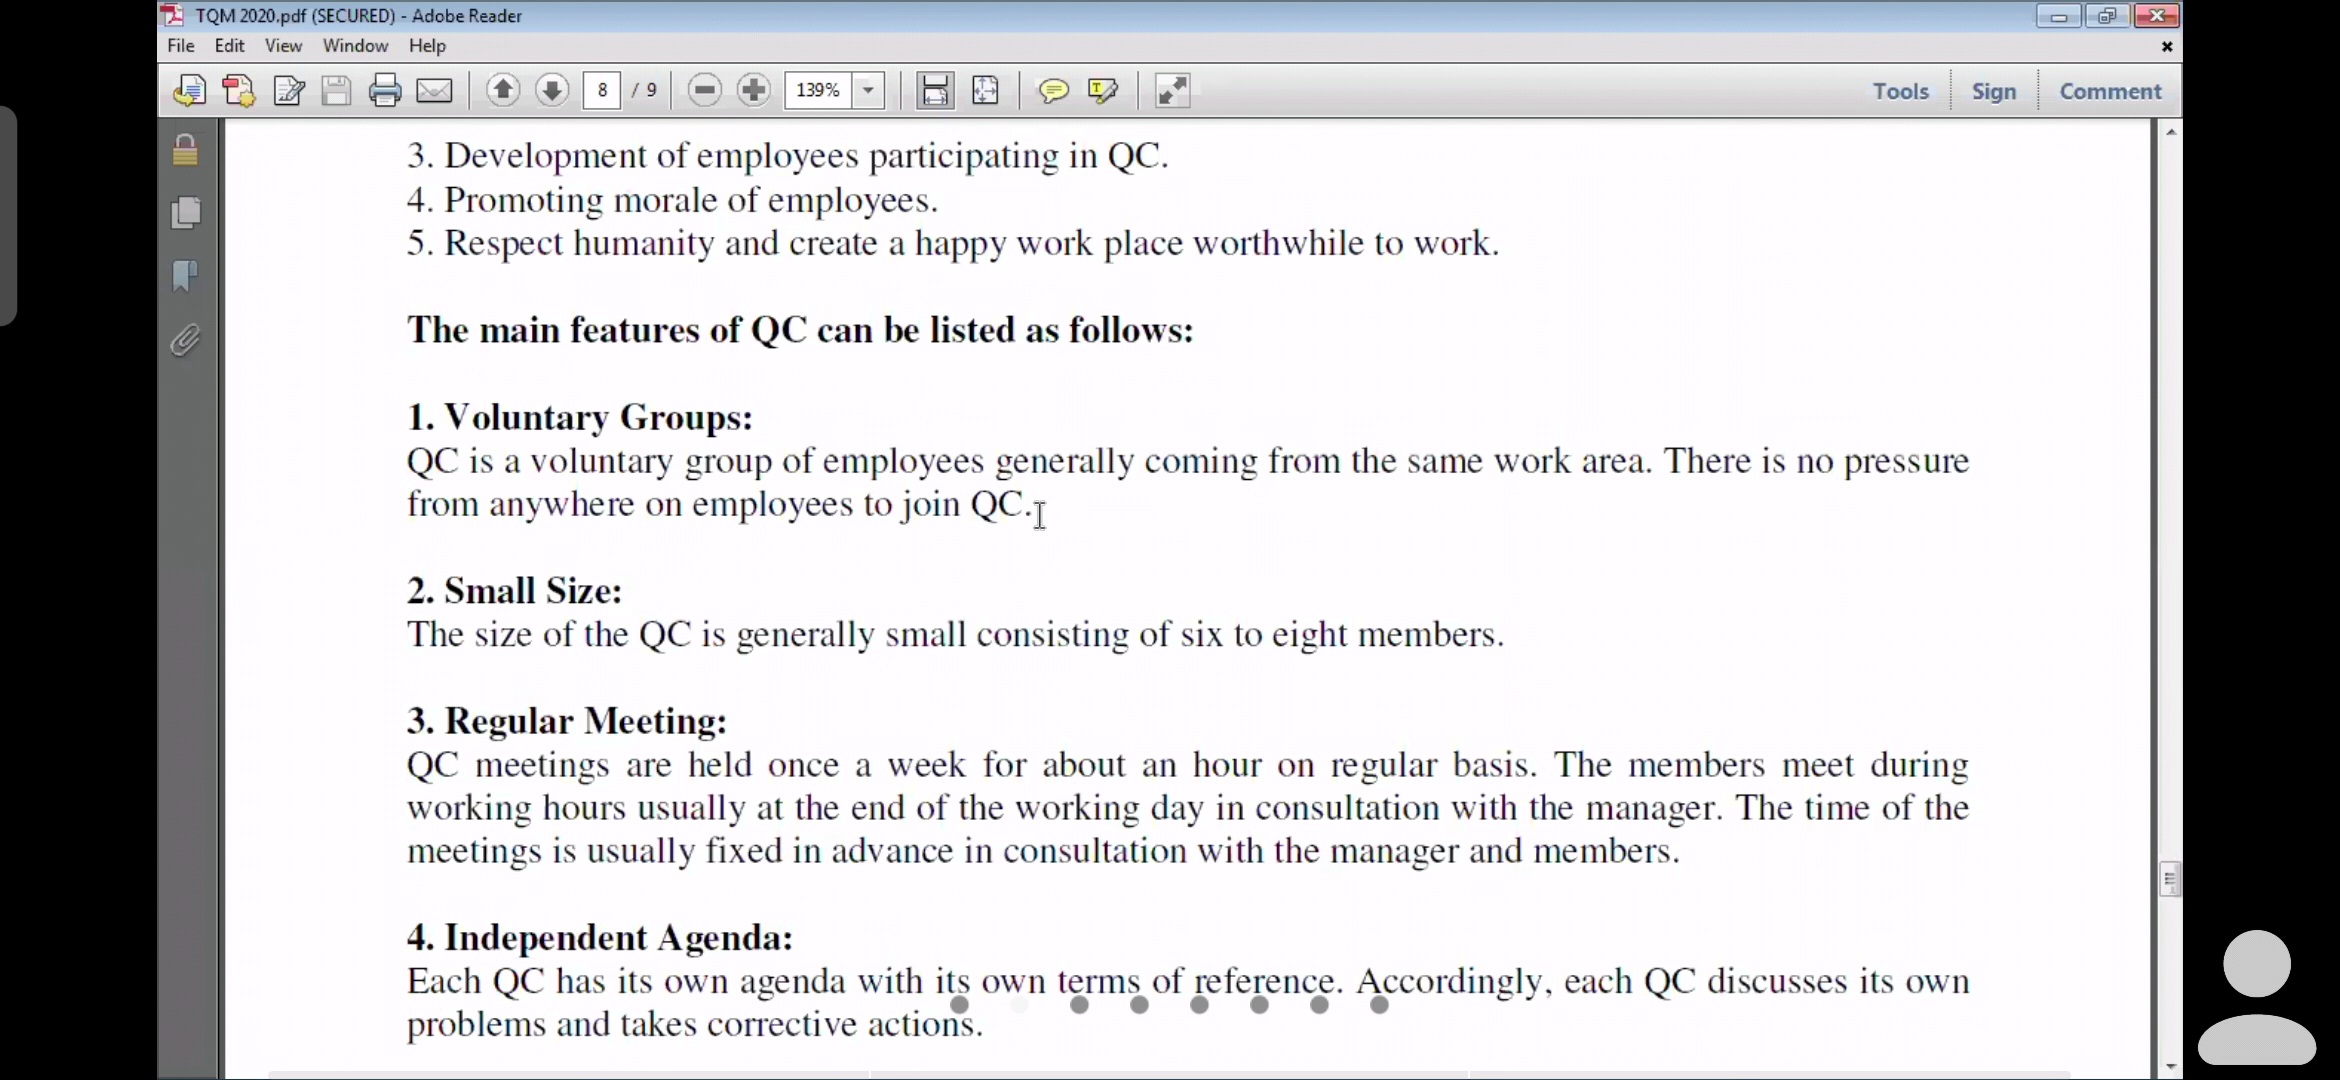 TQM 2020.pdf (SECURED) - Adobe Reader
File Edit View Window Help
8 / 9 139% Tools Sign Comment
3. Development of employees participating in QC.
4. Promoting morale of employees.
5. Respect humanity and create a happy work place worthwhile to work.
The main features of QC can be listed as follows:
1. Voluntary Groups:
QC is a voluntary group of employees generally coming from the same work area. There is no pressure
from anywhere on employees to join QC.
2. Small Size:
The size of the QC is generally small consisting of six to eight members.
3. Regular Meeting:
QC meetings are held once a week for about an hour on regular basis. The members meet during
working hours usually at the end of the working day in consultation with the manager. The time of the
meetings is usually fixed in advance in consultation with the manager and members.
4. Independent Agenda:
Each QC has its own agenda with its own terms of reference. Accordingly, each QC discusses its own
problems and takes corrective actions.